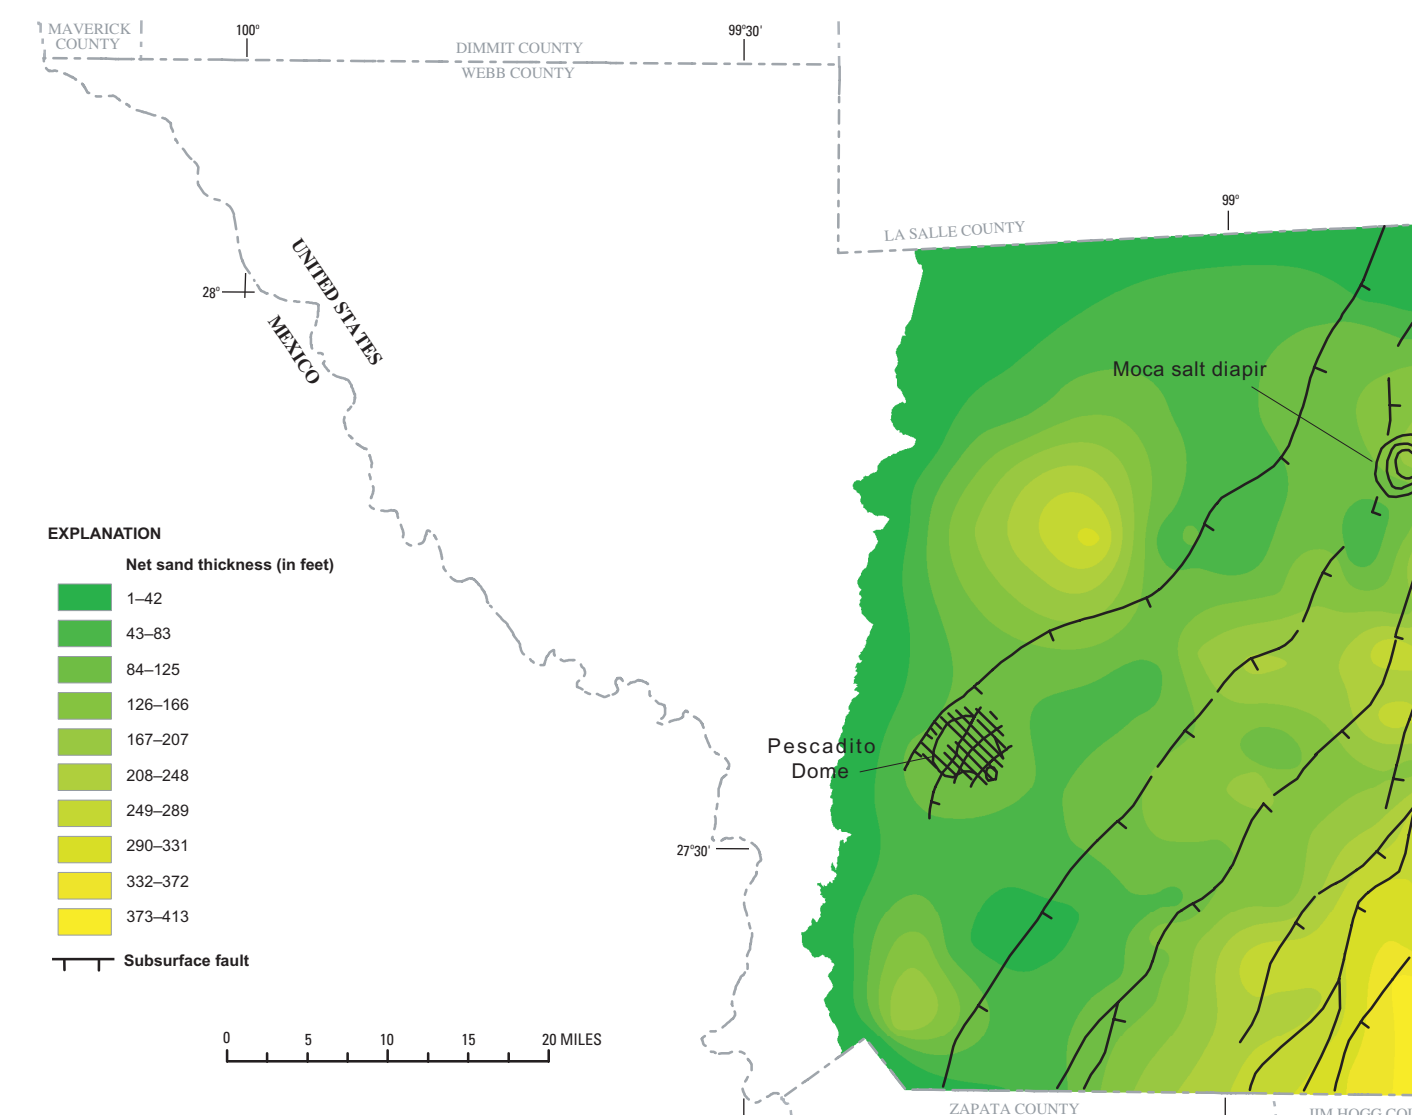 MAVERICK
COUNTY
100°
DIMMIT COUNTY
WEBB COUNTY
99°30'
99°
LA SALLE COUNTY
28°
UNITED STATES
MEXICO
Moca salt diapir
EXPLANATION
Net sand thickness (in feet)
1–42
43–83
84–125
126–166
167–207
208–248
249–289
290–331
332–372
373–413
Subsurface fault
Pescadito
Dome
27°30'
0 5 10 15 20 MILES
ZAPATA COUNTY
JIM HOGG